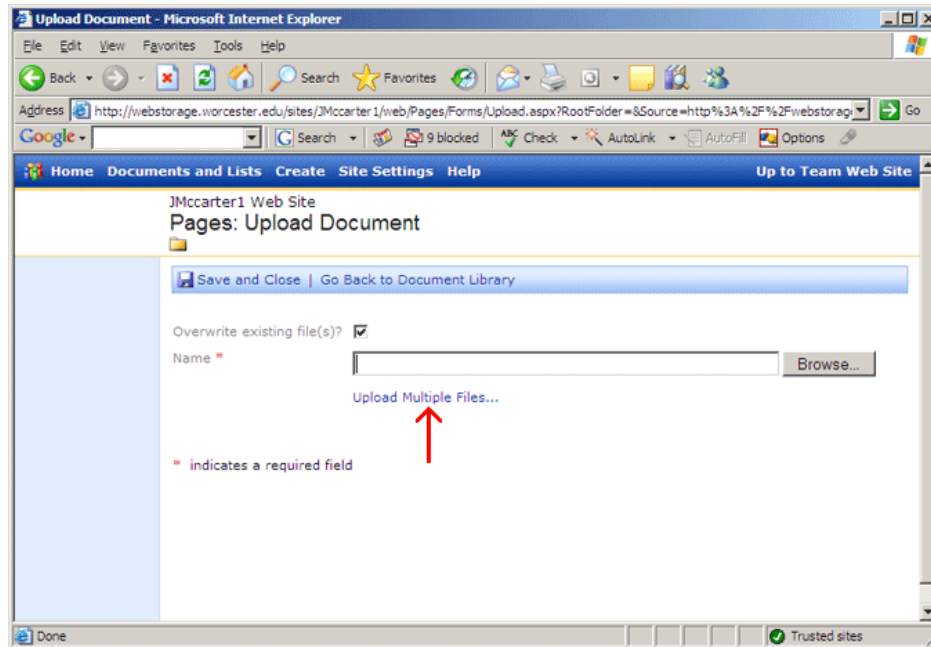 Upload Document - Microsoft Internet Explorer
File Edit View Favorites Tools Help
Back Search Favorites
Address http://webstorage.worcester.edu/sites/JMccarter1/web/Pages/Forms/Upload.aspx?RootFolder=&Source=http%3A%2F%2Fwebstorag Go
Google Search 9 blocked ABC Check AutoLink AutoFill Options
Home Documents and Lists Create Site Settings Help Up to Team Web Site
JMccarter1 Web Site
Pages: Upload Document
Save and Close | Go Back to Document Library
Overwrite existing file(s)?
Name *
Browse...
Upload Multiple Files...
* indicates a required field
Done Trusted sites